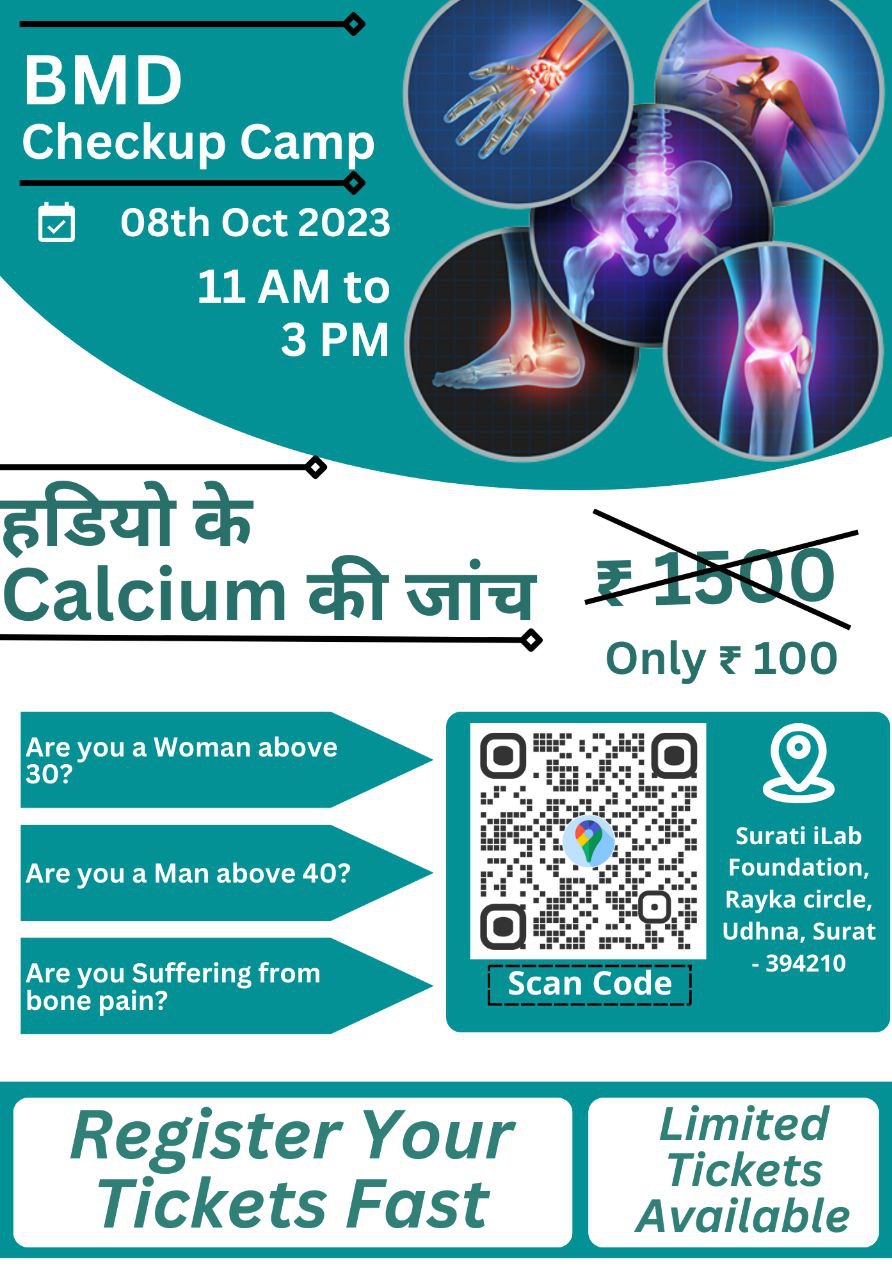 BMD
Checkup Camp
08th Oct 2023
11 AM to
3 PM
हडियो के
Calcium की जांच
₹ 1500
Only ₹ 100
Are you a Woman above
30?
Are you a Man above 40?
Are you Suffering from
bone pain?
Scan Code
Surati iLab
Foundation,
Rayka circle,
Udhna, Surat
- 394210
Register Your
Tickets Fast
Limited
Tickets
Available